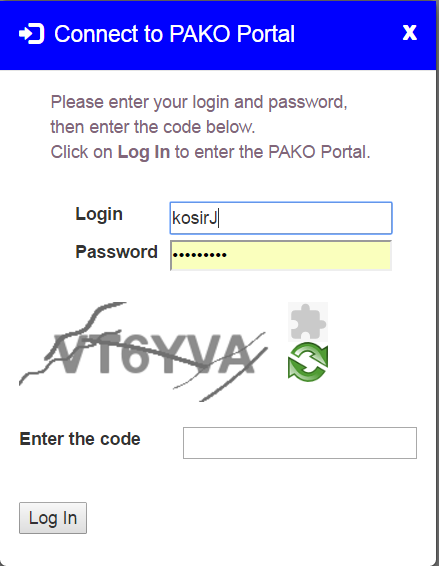 Connect to PAKO Portal
x
Please enter your login and password,
then enter the code below.
Click on Log In to enter the PAKO Portal.
Login
kosirJ
Password
•••••••••
VT6YVA
Enter the code
Log In